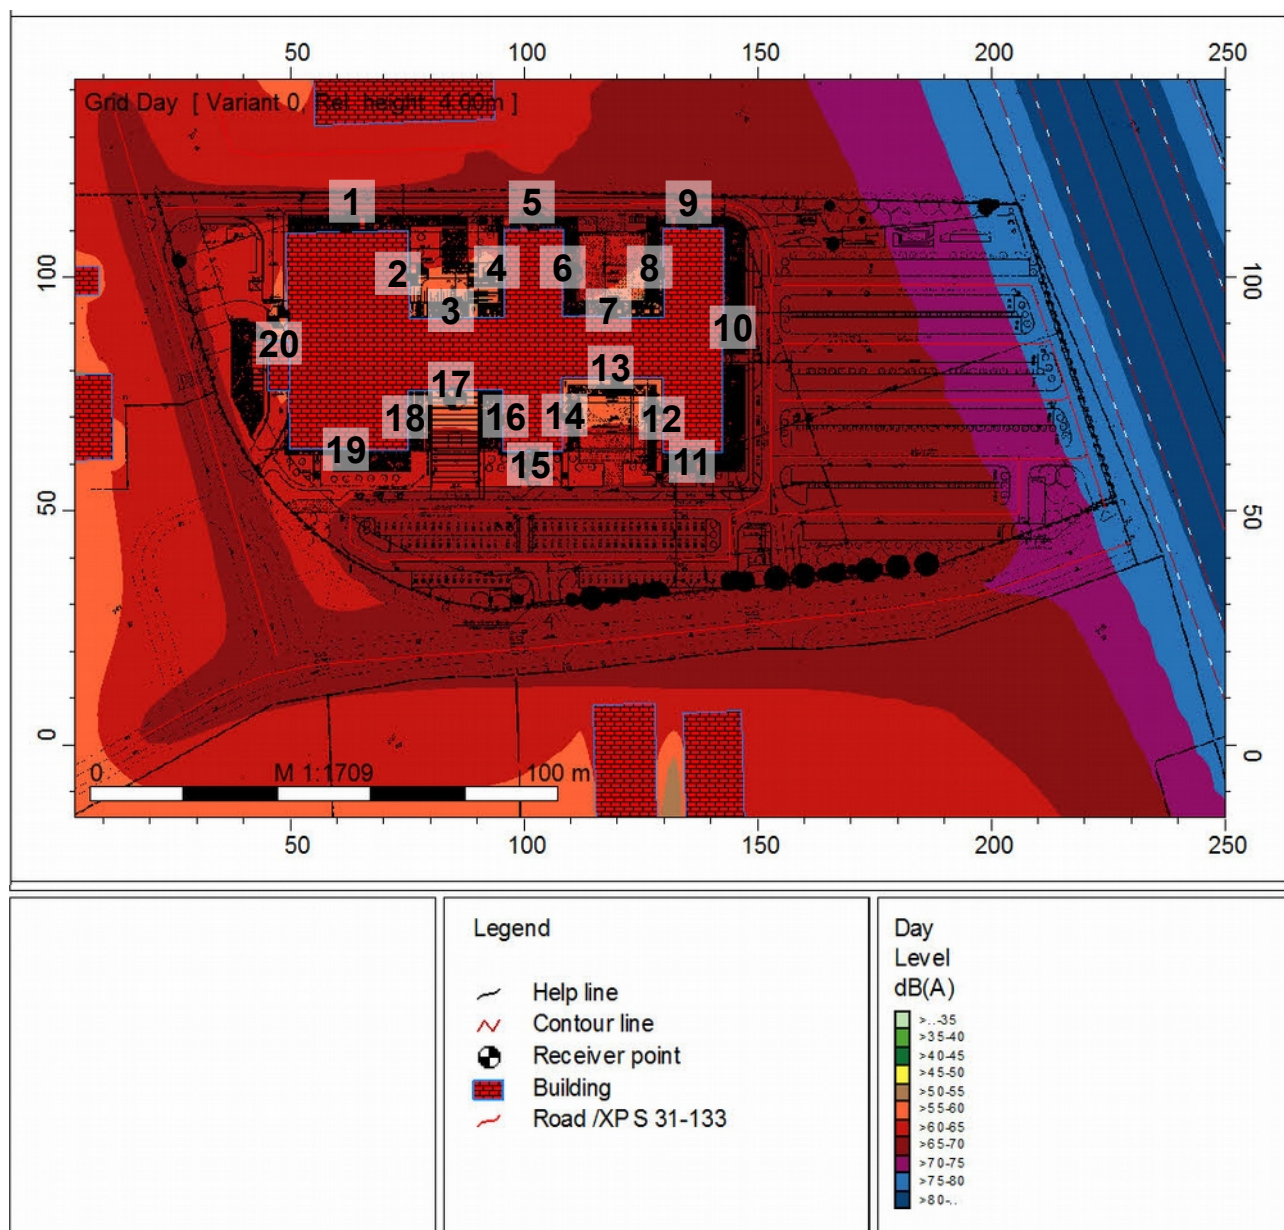 50 100 150 200 250
Grid Day [ Variant 0, Rel. height 4.00m ]
1 5 9
100 2 4 6 8 100
3 7 10
20
13
17
18 16 14 12
19 15 11
50 50
0 0
0 M 1:1709 100 m
50 100 150 200 250
Legend
Help line
Contour line
Receiver point
Building
Road /XP S 31-133
Day
Level
dB(A)
>..-35
>35-40
>40-45
>45-50
>50-55
>55-60
>60-65
>65-70
>70-75
>75-80
>80-..